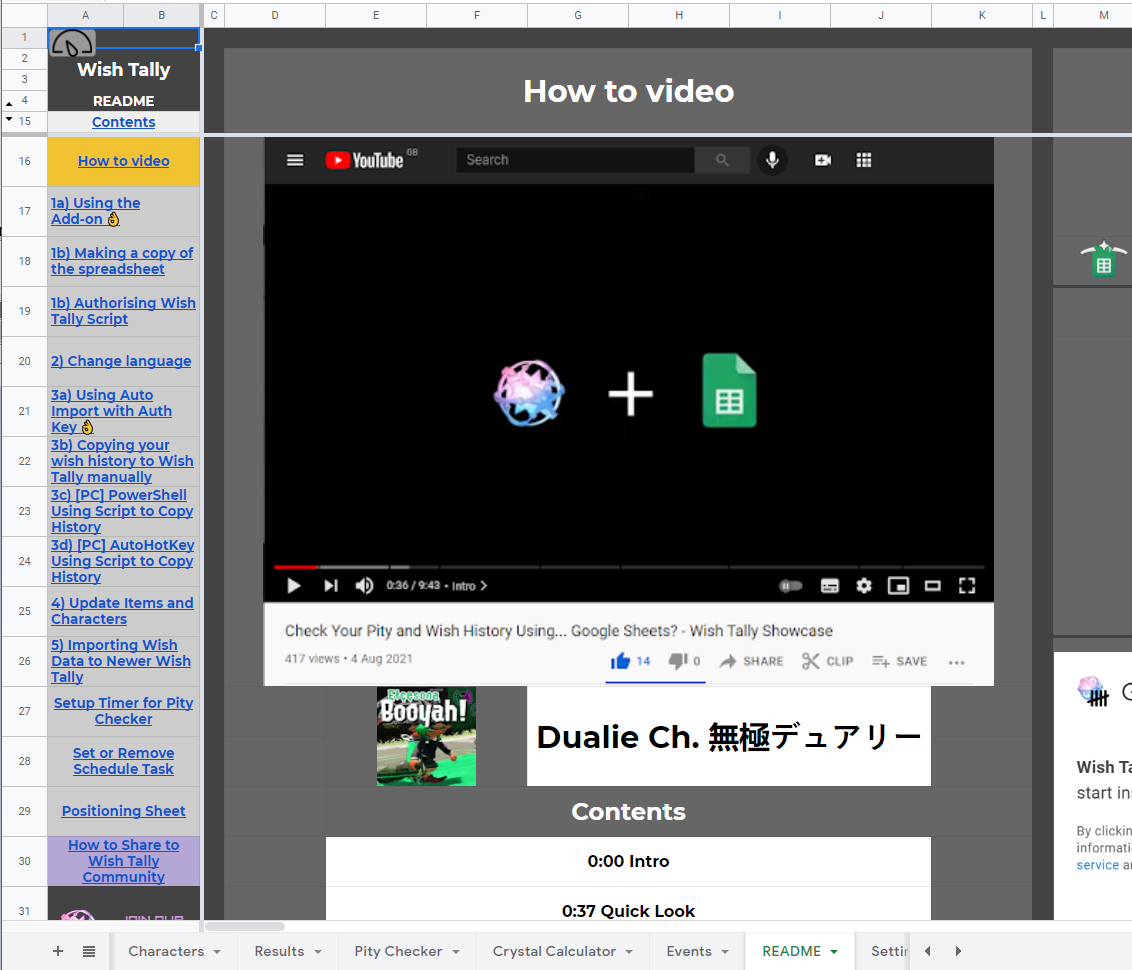 A B C D E F G H I J K L M
1
2
Wish Tally
3
4
README
15
Contents
How to video
16
How to video
17
1a) Using the
Add-on 👌
18
1b) Making a copy of
the spreadsheet
19
1b) Authorising Wish
Tally Script
20
2) Change language
21
3a) Using Auto
Import with Auth
Key 👌
22
3b) Copying your
wish history to Wish
Tally manually
23
3c) [PC] PowerShell
Using Script to Copy
History
24
3d) [PC] AutoHotKey
Using Script to Copy
History
25
4) Update Items and
Characters
26
5) Importing Wish
Data to Newer Wish
Tally
27
Setup Timer for Pity
Checker
28
Set or Remove
Schedule Task
29
Positioning Sheet
30
How to Share to
Wish Tally
Community
31
YouTube GB
Search
0:36 / 9:43 • Intro
Check Your Pity and Wish History Using... Google Sheets? - Wish Tally Showcase
417 views • 4 Aug 2021
14 0 SHARE CLIP SAVE
Booyah!
Dualie Ch. 無極デュアリー
Contents
0:00 Intro
0:37 Quick Look
Wish Ta
start in
By clickin
informati
service a
Characters Results Pity Checker Crystal Calculator Events README Settin